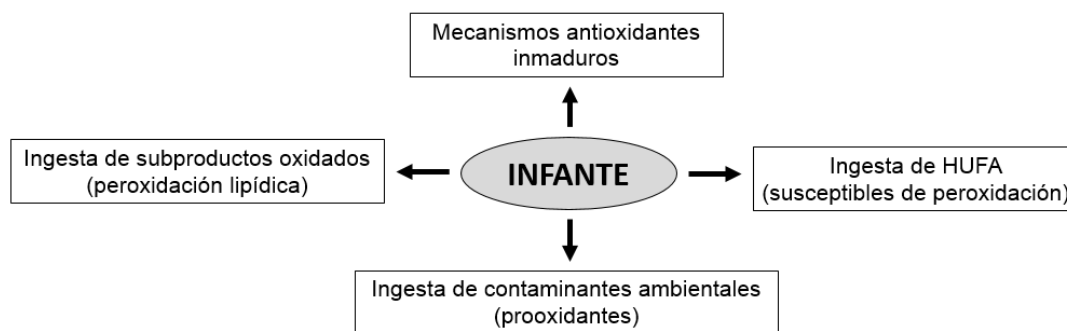 Mecanismos antioxidantes
inmaduros
Ingesta de subproductos oxidados
(peroxidación lipídica)
INFANTE
Ingesta de HUFA
(susceptibles de peroxidación)
Ingesta de contaminantes ambientales
(prooxidantes)